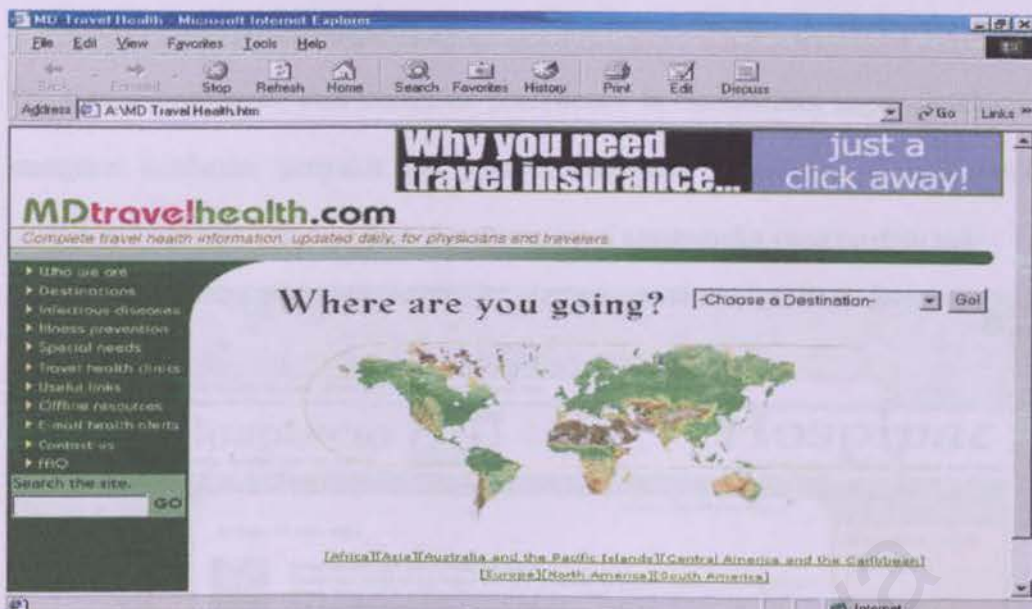 MD Travel Health - Microsoft Internet Explorer
File Edit View Favorites Tools Help
Back Forward Stop Refresh Home Search Favorites History Print Edit Discuss
Address A:\MD Travel Health.htm Go Links »
Why you need
travel insurance...
just a
click away!
MDtravelhealth.com
Complete travel health information, updated daily, for physicians and travelers
Who we are
Destinations
Infectious diseases
Illness prevention
Special needs
Travel health clinics
Useful links
Offline resources
E-mail health alerts
Contact us
FAQ
Search the site.
GO
Where are you going? -Choose a Destination- Go!
[Africa][Asia][Australia and the Pacific Islands][Central America and the Caribbean]
[Europe][North America][South America]
Internet